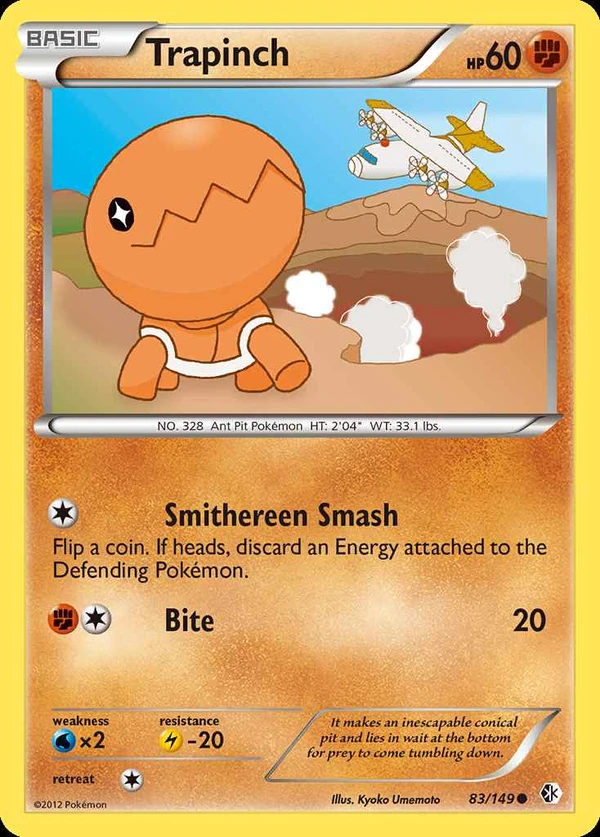 BASIC
Trapinch
HP60
NO. 328 Ant Pit Pokémon HT: 2'04" WT: 33.1 lbs.
Smithereen Smash
Flip a coin. If heads, discard an Energy attached to the
Defending Pokémon.
Bite 20
weakness
×2
resistance
-20
retreat
It makes an inescapable conical
pit and lies in wait at the bottom
for prey to come tumbling down.
©2012 Pokémon
Illus. Kyoko Umemoto
83/149